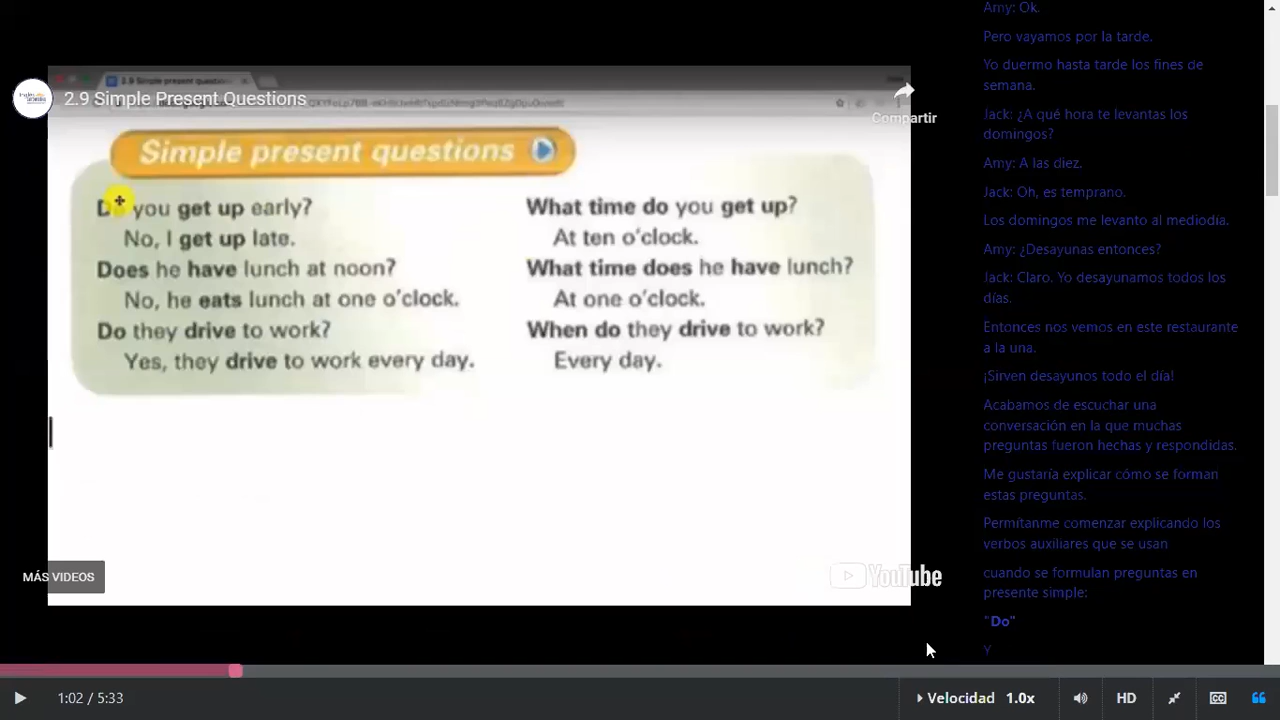 2.9 Simple Present Questions
Compartir
Simple present questions
Do you get up early?
No, I get up late.
Does he have lunch at noon?
No, he eats lunch at one o'clock.
Do they drive to work?
Yes, they drive to work every day.
What time do you get up?
At ten o'clock.
What time does he have lunch?
At one o'clock.
When do they drive to work?
Every day.
MÁS VIDEOS
YouTube
Amy: Ok.
Pero vayamos por la tarde.
Yo duermo hasta tarde los fines de
semana.
Jack: ¿A qué hora te levantas los
domingos?
Amy: A las diez.
Jack: Oh, es temprano.
Los domingos me levanto al mediodía.
Amy: ¿Desayunas entonces?
Jack: Claro. Yo desayunamos todos los
días.
Entonces nos vemos en este restaurante
a la una.
¡Sirven desayunos todo el día!
Acabamos de escuchar una
conversación en la que muchas
preguntas fueron hechas y respondidas.
Me gustaría explicar cómo se forman
estas preguntas.
Permítanme comenzar explicando los
verbos auxiliares que se usan
cuando se formulan preguntas en
presente simple:
"Do"
Y
1:02 / 5:33
Velocidad 1.0x
HD
CC